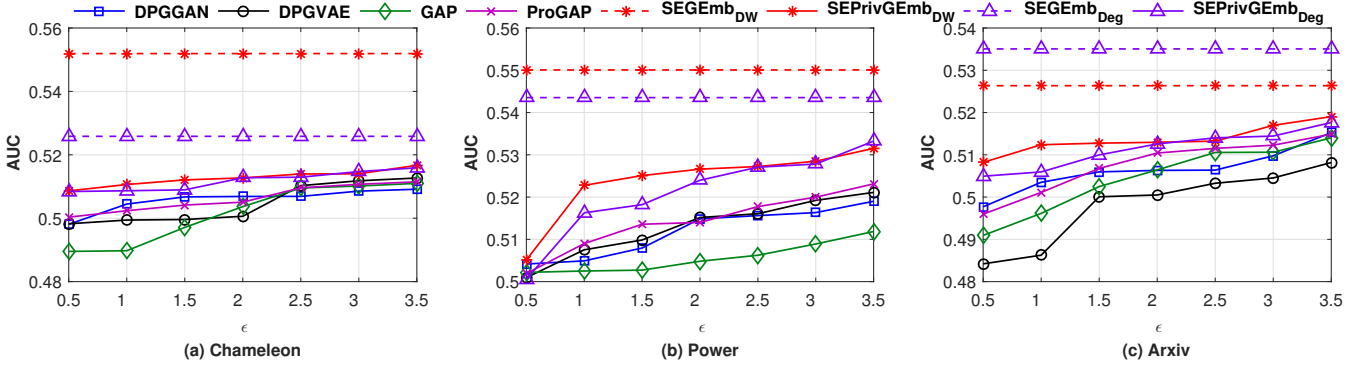 DPGGAN DPGVAE GAP ProGAP SEGEmb_DW SEPrivGEmb_DW SEGEmb_Deg SEPrivGEmb_Deg
0.56
0.54
0.52
0.5
0.48
AUC
0.5 1 1.5 2 2.5 3 3.5
ϵ
(a) Chameleon
0.56
0.55
0.54
0.53
0.52
0.51
0.5
AUC
0.5 1 1.5 2 2.5 3 3.5
ϵ
(b) Power
0.54
0.53
0.52
0.51
0.5
0.49
0.48
AUC
0.5 1 1.5 2 2.5 3 3.5
ϵ
(c) Arxiv